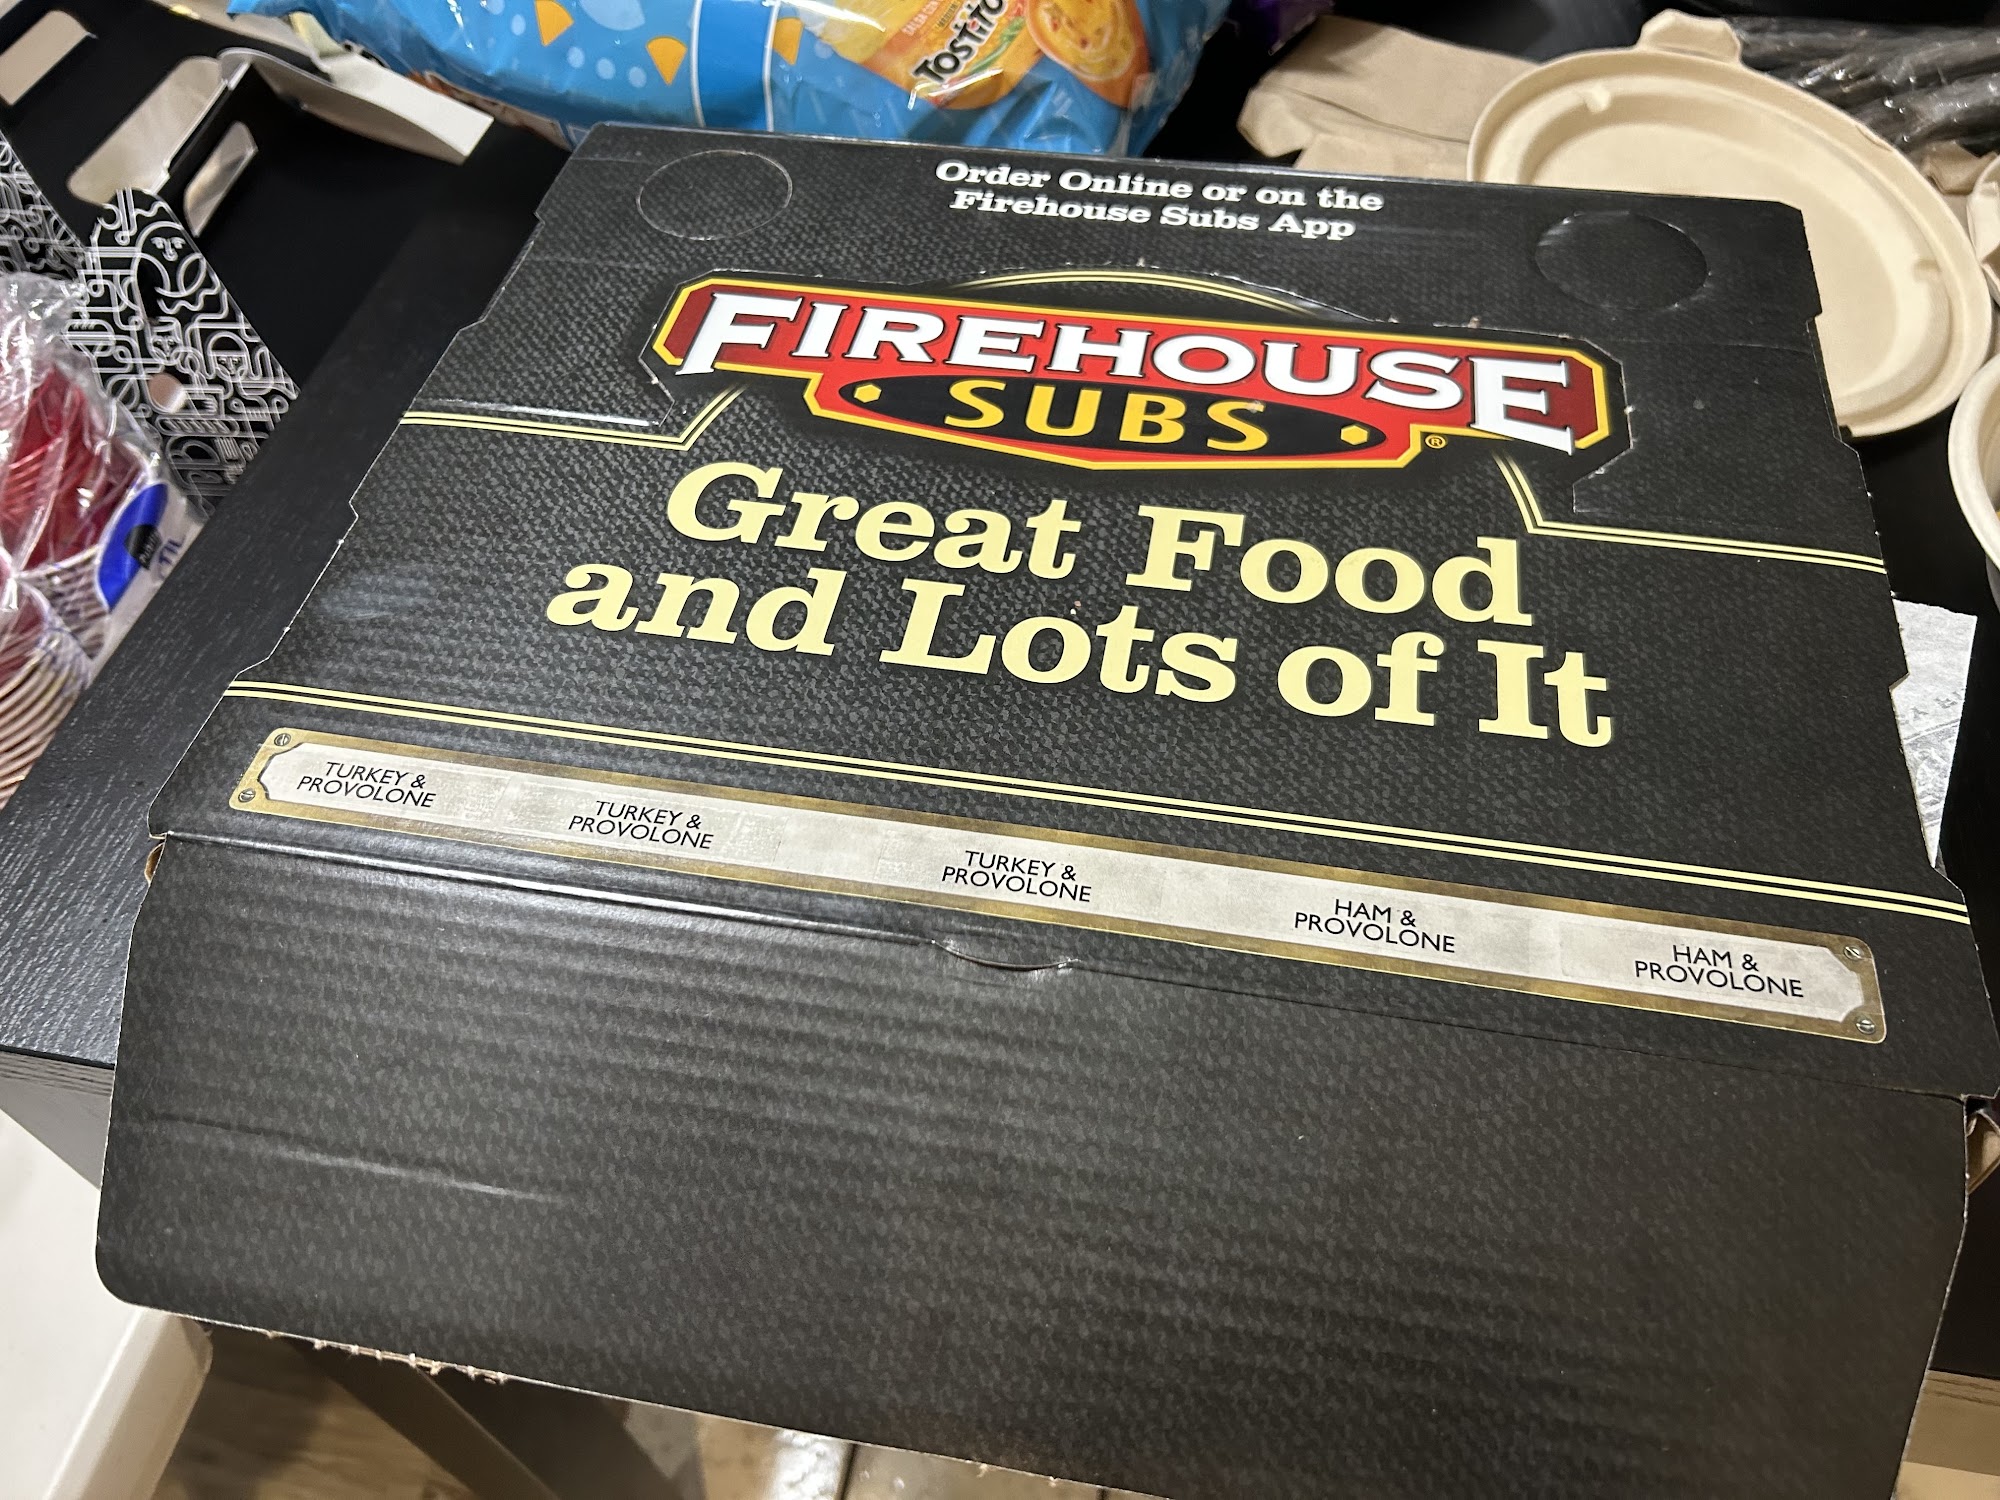 TOSTITOS
Order Online or on the
Firehouse Subs App
FIREHOUSE
SUBS®
Great Food
and Lots of It
TURKEY &
PROVOLONE
TURKEY &
PROVOLONE
TURKEY &
PROVOLONE
HAM &
PROVOLONE
HAM &
PROVOLONE